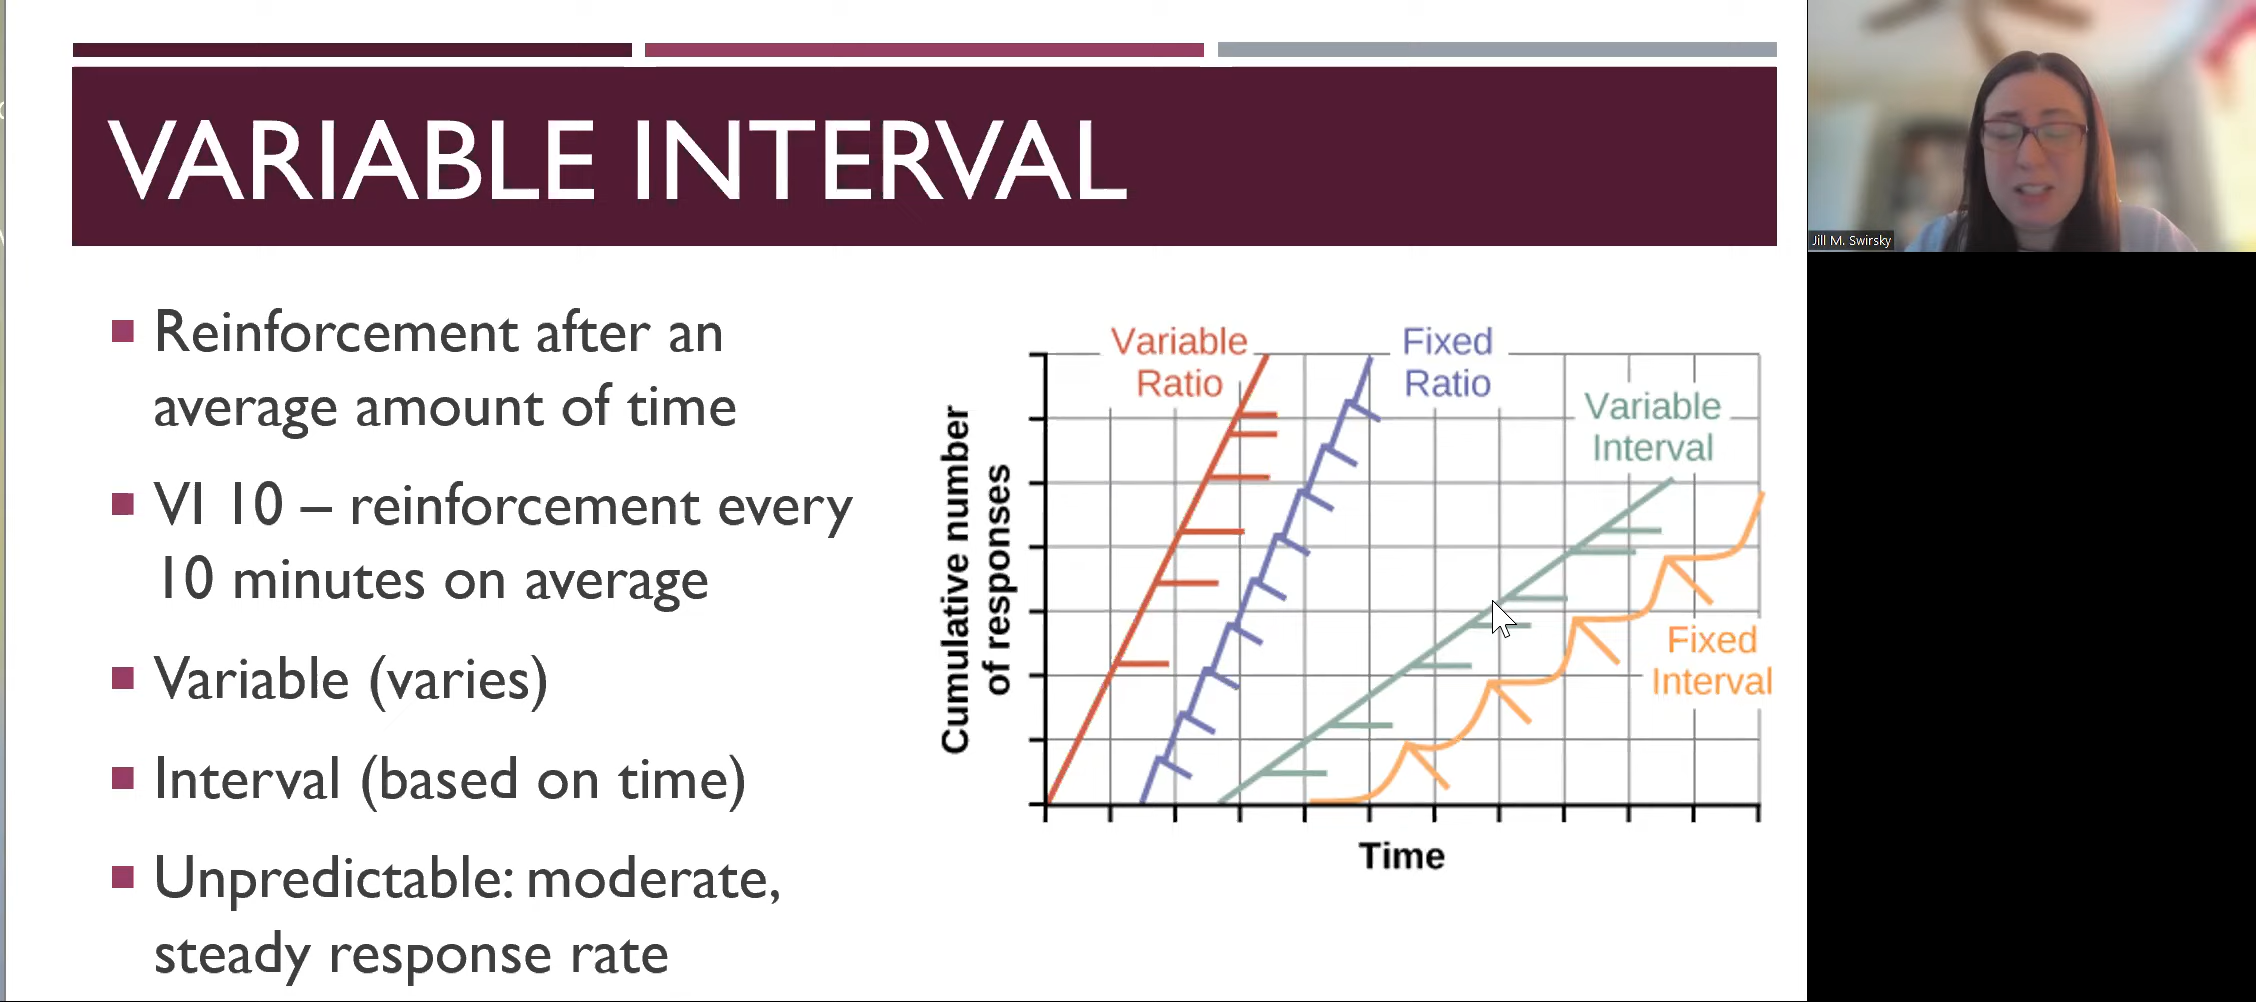 VARIABLE INTERVAL
Reinforcement after an
average amount of time
VI 10 – reinforcement every
10 minutes on average
Variable (varies)
Interval (based on time)
Unpredictable: moderate,
steady response rate
Cumulative number
of responses
Variable
Ratio
Fixed
Ratio
Variable
Interval
Fixed
Interval
Time
Jill M. Swirsky